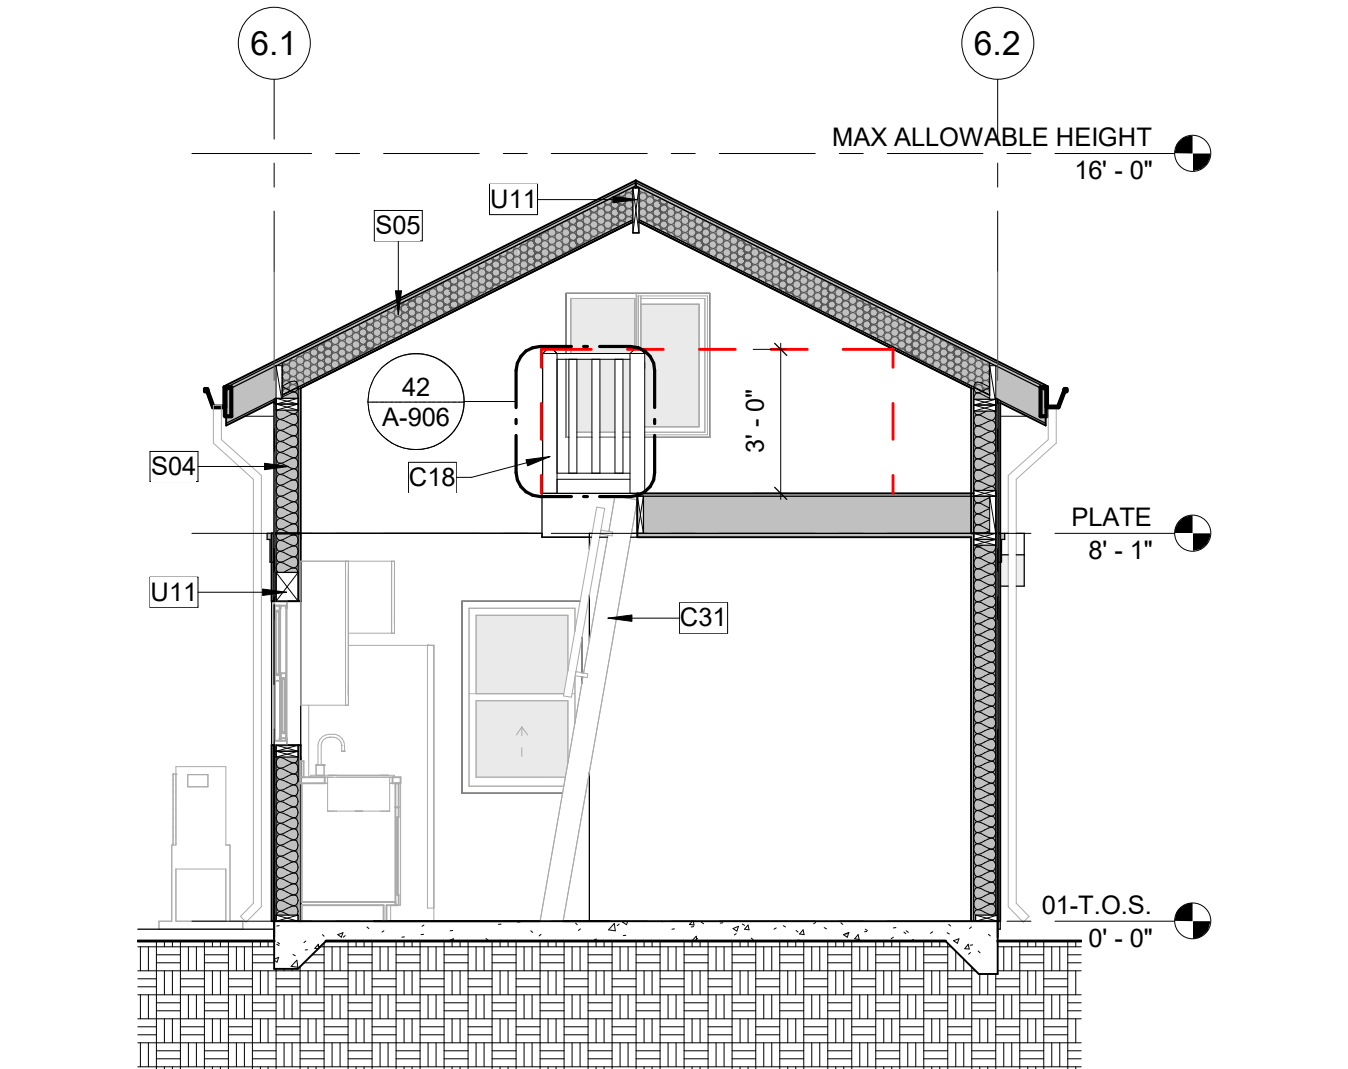 6.1
6.2
MAX ALLOWABLE HEIGHT
16' - 0"
U11
S05
42
A-906
3' - 0"
C18
S04
PLATE
8' - 1"
U11
C31
01-T.O.S.
0' - 0"